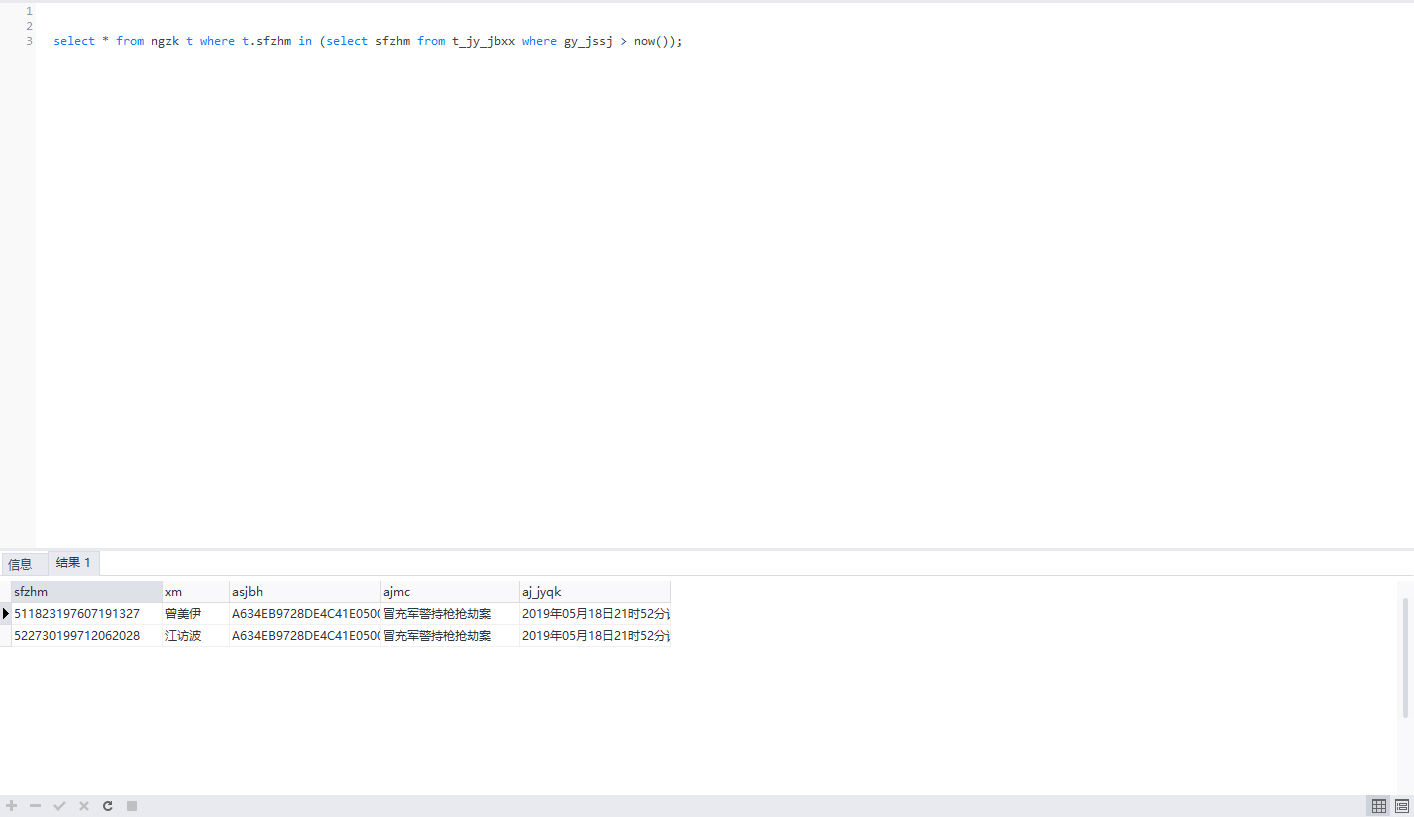 1
2
3 select * from ngzk t where t.sfzhm in (select sfzhm from t_jy_jbxx where gy_jssj > now());
信息 结果 1
sfzhm xm asjbh ajmc aj_jyqk
511823197607191327 曾美伊 A634EB9728DE4C41E050 冒充军警持枪抢劫案 2019年05月18日21时52分
522730199712062028 江访波 A634EB9728DE4C41E050 冒充军警持枪抢劫案 2019年05月18日21时52分